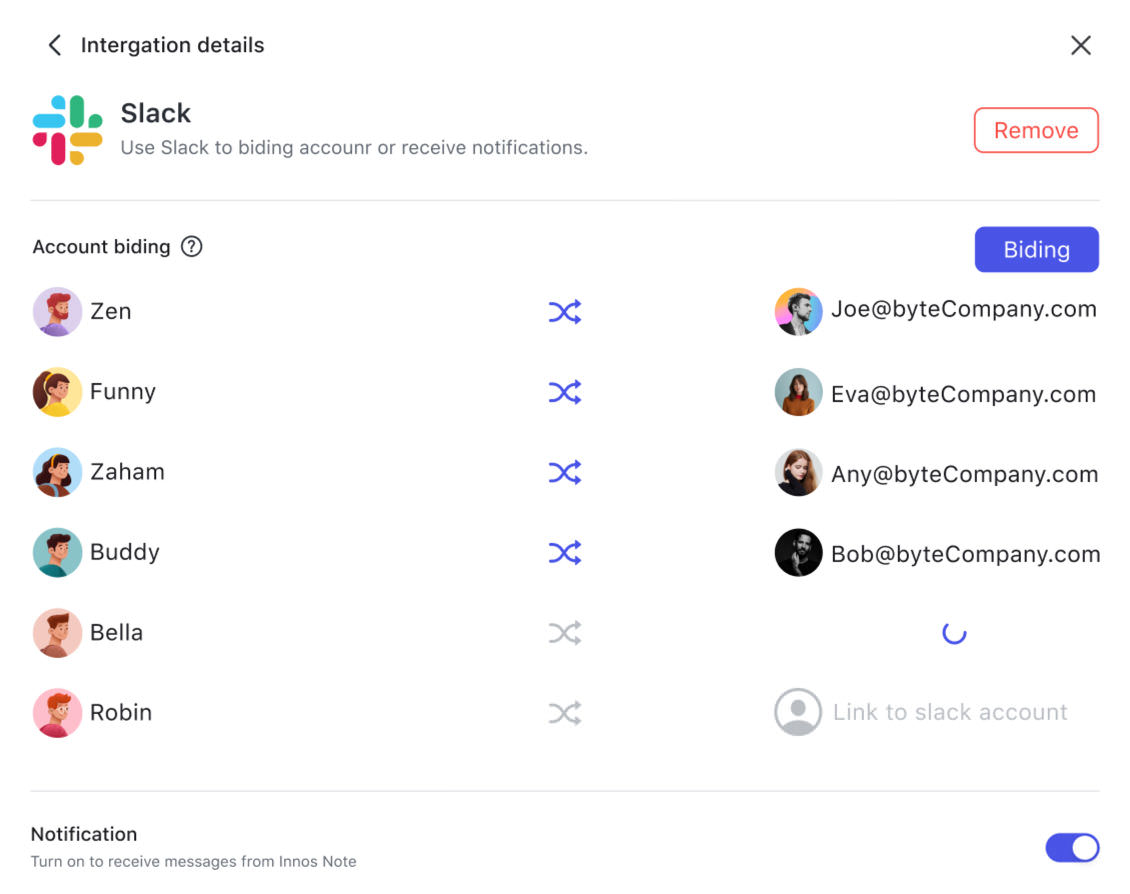 Intergation details
Slack
Use Slack to biding accounr or receive notifications.
Remove
Account biding
Biding
Zen
Joe@byteCompany.com
Funny
Eva@byteCompany.com
Zaham
Any@byteCompany.com
Buddy
Bob@byteCompany.com
Bella
Robin
Link to slack account
Notification
Turn on to receive messages from Innos Note